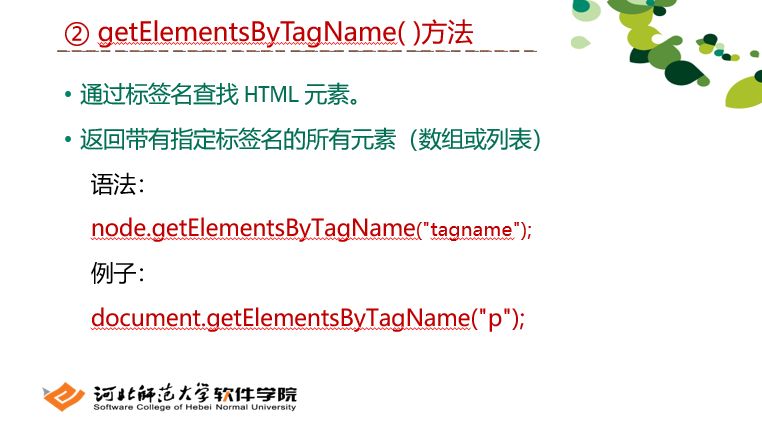 ② getElementsByTagName( )方法
• 通过标签名查找 HTML 元素。
• 返回带有指定标签名的所有元素（数组或列表）
语法：
node.getElementsByTagName("tagname");
例子：
document.getElementsByTagName("p");
河北师范大学软件学院
Software College of Hebei Normal University